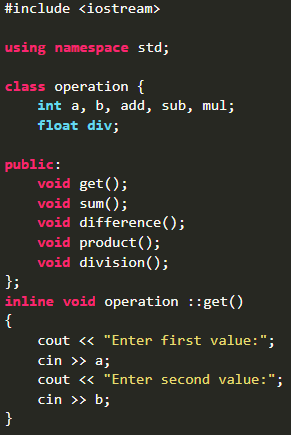 #include <iostream>
using namespace std;
class operation {
    int a, b, add, sub, mul;
    float div;
public:
    void get();
    void sum();
    void difference();
    void product();
    void division();
};
inline void operation ::get()
{
    cout << "Enter first value:";
    cin >> a;
    cout << "Enter second value:";
    cin >> b;
}